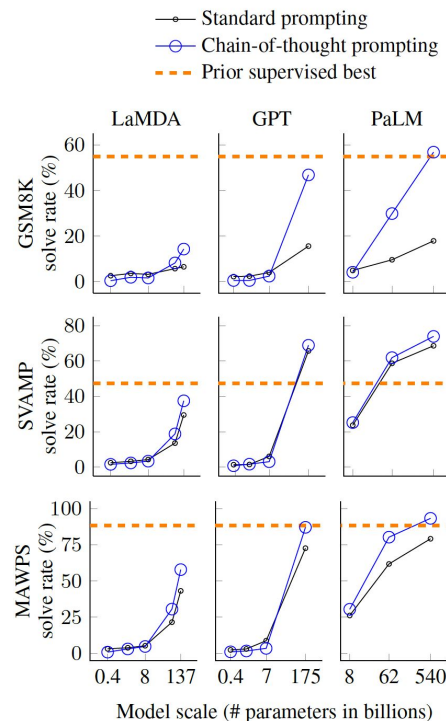 Standard prompting
Chain-of-thought prompting
Prior supervised best
LaMDA GPT PaLM
GSM8K
solve rate (%)
60
40
20
0
SVAMP
solve rate (%)
80
60
40
20
0
MAWPS
solve rate (%)
100
75
50
25
0
0.4 8 137 0.4 7 175 8 62 540
Model scale (# parameters in billions)